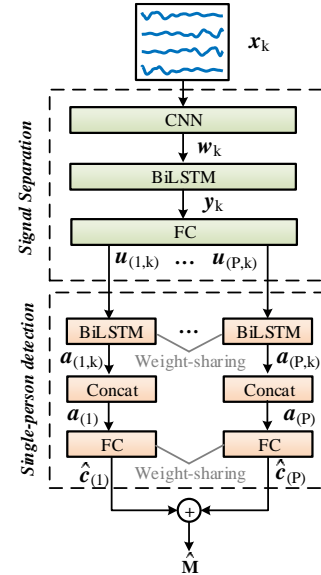 x_k
Signal Separation
CNN
w_k
BiLSTM
y_k
FC
u_(1,k) ... u_(P,k)
Single-person detection
BiLSTM ... BiLSTM
a_(1,k) Weight-sharing a_(P,k)
Concat Concat
a_(1) a_(P)
FC FC
ĉ_(1) Weight-sharing ĉ_(P)
+
M̂